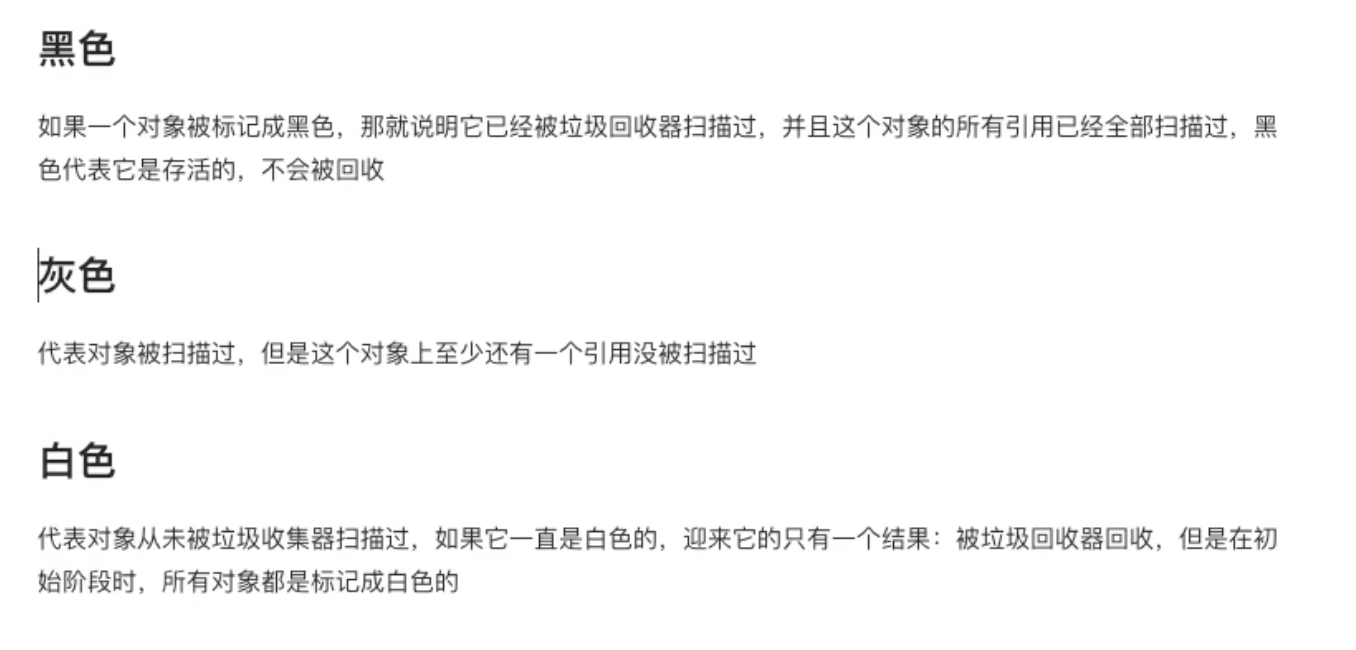 黑色
如果一个对象被标记成黑色，那就说明它已经被垃圾回收器扫描过，并且这个对象的所有引用已经全部扫描过，黑
色代表它是存活的，不会被回收
灰色
代表对象被扫描过，但是这个对象上至少还有一个引用没被扫描过
白色
代表对象从未被垃圾收集器扫描过，如果它一直是白色的，迎来它的只有一个结果：被垃圾回收器回收，但是在初
始阶段时，所有对象都是标记成白色的